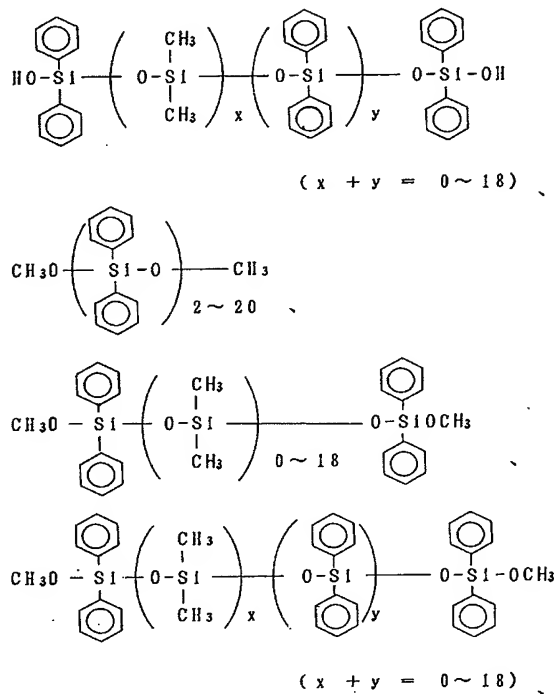 CH₃
HO-Si-(O-Si)x-(O-Si)y-O-Si-OH
CH₃
(x + y = 0~18)、
CH₃O-(Si-O)-CH₃
2~20、
CH₃
CH₃O-Si-(O-Si)-O-SiOCH₃
CH₃ 0~18、
CH₃
CH₃O-Si-(O-Si)x-(O-Si)y-O-Si-OCH₃
CH₃
(x + y = 0~18)、